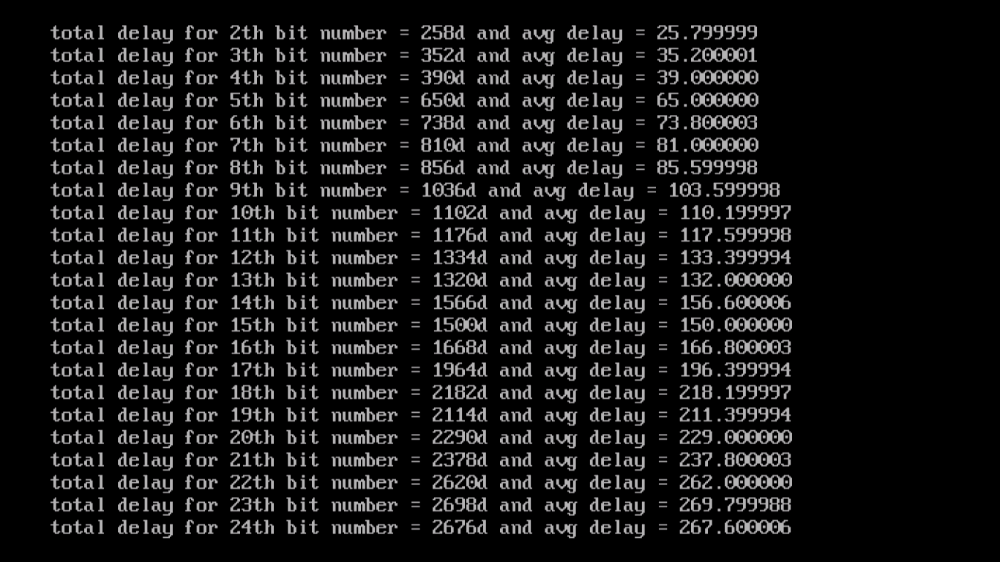 total delay for 2th bit number = 258d and avg delay = 25.799999
total delay for 3th bit number = 352d and avg delay = 35.200001
total delay for 4th bit number = 390d and avg delay = 39.000000
total delay for 5th bit number = 650d and avg delay = 65.000000
total delay for 6th bit number = 738d and avg delay = 73.800003
total delay for 7th bit number = 810d and avg delay = 81.000000
total delay for 8th bit number = 856d and avg delay = 85.599998
total delay for 9th bit number = 1036d and avg delay = 103.599998
total delay for 10th bit number = 1102d and avg delay = 110.199997
total delay for 11th bit number = 1176d and avg delay = 117.599998
total delay for 12th bit number = 1334d and avg delay = 133.399994
total delay for 13th bit number = 1320d and avg delay = 132.000000
total delay for 14th bit number = 1566d and avg delay = 156.600006
total delay for 15th bit number = 1500d and avg delay = 150.000000
total delay for 16th bit number = 1668d and avg delay = 166.800003
total delay for 17th bit number = 1964d and avg delay = 196.399994
total delay for 18th bit number = 2182d and avg delay = 218.199997
total delay for 19th bit number = 2114d and avg delay = 211.399994
total delay for 20th bit number = 2290d and avg delay = 229.000000
total delay for 21th bit number = 2378d and avg delay = 237.800003
total delay for 22th bit number = 2620d and avg delay = 262.000000
total delay for 23th bit number = 2698d and avg delay = 269.799988
total delay for 24th bit number = 2676d and avg delay = 267.600006